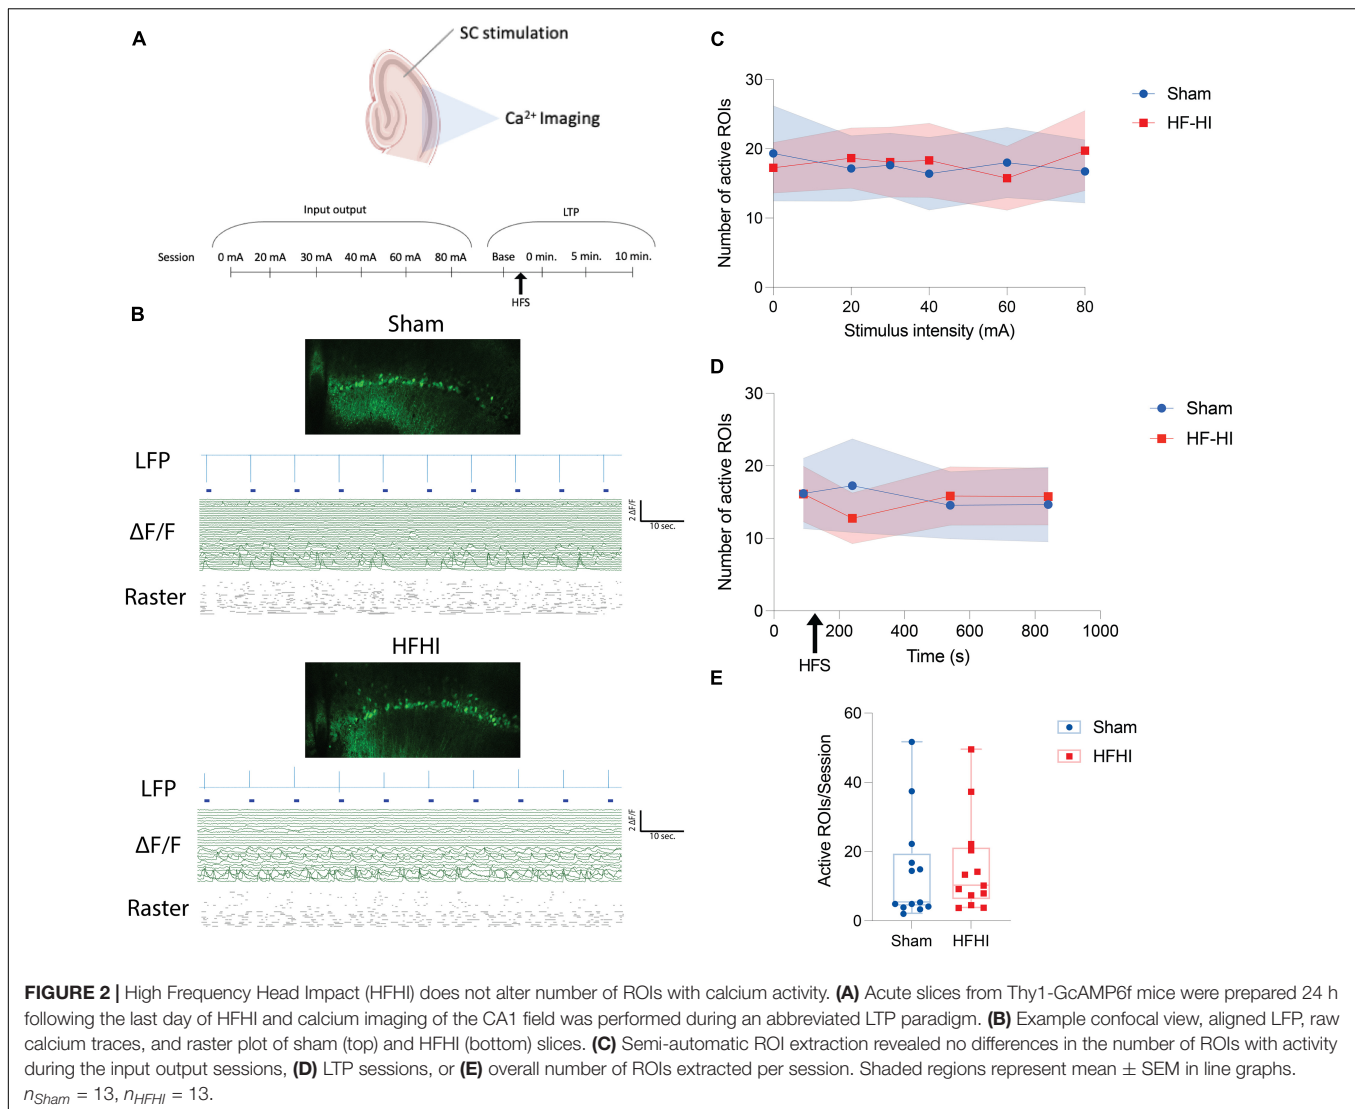 A
SC stimulation
Ca²⁺ Imaging
Input output
LTP
Session
0 mA 20 mA 30 mA 40 mA 60 mA 80 mA Base 0 min. 5 min. 10 min.
HFS
B
Sham
LFP
ΔF/F
2 ΔF/F
10 sec.
Raster
HFHI
LFP
ΔF/F
2 ΔF/F
10 sec.
Raster
C
Number of active ROIs
30
20
10
0
0 20 40 60 80
Stimulus intensity (mA)
Sham
HF-HI
D
Number of active ROIs
30
20
10
0
0 200 400 600 800 1000
HFS
Time (s)
Sham
HF-HI
E
Active ROIs/Session
60
40
20
0
Sham HFHI
Sham
HFHI
FIGURE 2 | High Frequency Head Impact (HFHI) does not alter number of ROIs with calcium activity. (A) Acute slices from Thy1-GcAMP6f mice were prepared 24 h
following the last day of HFHI and calcium imaging of the CA1 field was performed during an abbreviated LTP paradigm. (B) Example confocal view, aligned LFP, raw
calcium traces, and raster plot of sham (top) and HFHI (bottom) slices. (C) Semi-automatic ROI extraction revealed no differences in the number of ROIs with activity
during the input output sessions, (D) LTP sessions, or (E) overall number of ROIs extracted per session. Shaded regions represent mean ± SEM in line graphs.
nSham = 13, nHFHI = 13.